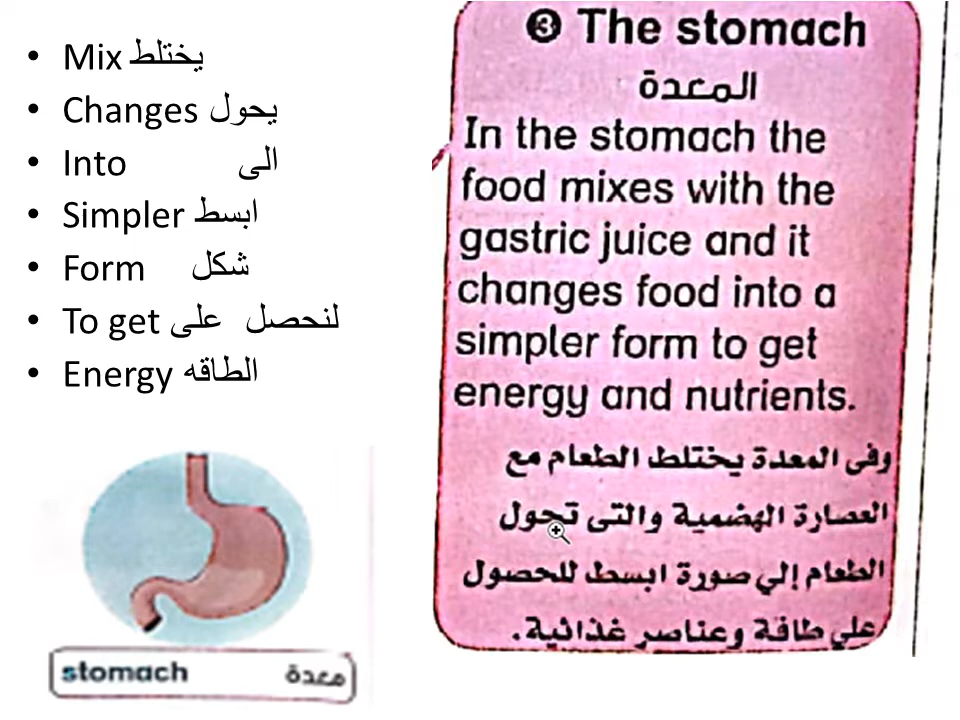 • Mix يختلط
• Changes يحول
• Into الى
• Simpler ابسط
• Form شكل
• To get لنحصل على
• Energy الطاقه
stomach معدة
❸ The stomach
المعدة
In the stomach the
food mixes with the
gastric juice and it
changes food into a
simpler form to get
energy and nutrients.
وفى المعدة يختلط الطعام مع
العصارة الهضمية والتى تحول
الطعام إلي صورة ابسط للحصول
علي طاقة وعناصر غذائية.